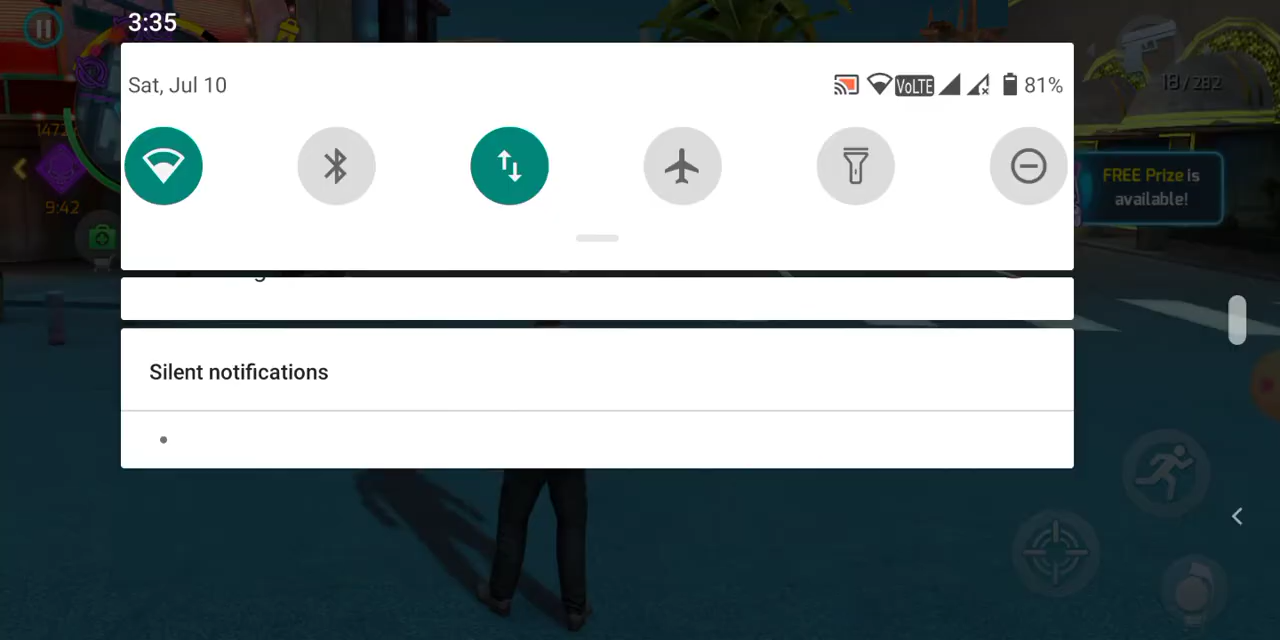 3:35
Sat, Jul 10
VoLTE
81%
18/282
1472
FREE Prize is
available!
9:42
Silent notifications